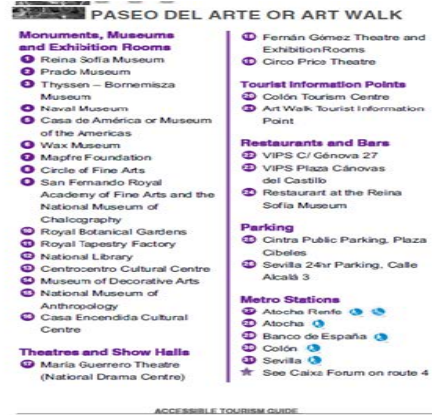 PASEO DEL ARTE OR ART WALK
Monuments, Museums
and Exhibition Rooms
1 Reina Sofía Museum
2 Prado Museum
3 Thyssen – Bornemisza
Museum
4 Naval Museum
5 Casa de América or Museum
of the Americas
6 Wax Museum
7 Mapfre Foundation
8 Circle of Fine Arts
9 San Fernando Royal
Academy of Fine Arts and the
National Museum of
Chalcography
10 Royal Botanical Gardens
11 Royal Tapestry Factory
12 National Library
13 Centrocentro Cultural Centre
14 Museum of Decorative Arts
15 National Museum of
Anthropology
16 Casa Encendida Cultural
Centre
Theatres and Show Halls
17 María Guerrero Theatre
(National Drama Centre)
18 Fernán Gómez Theatre and
Exhibition Rooms
19 Circo Price Theatre
Tourist Information Points
20 Colón Tourism Centre
21 Art Walk Tourist Information
Point
Restaurants and Bars
22 VIPS C/ Génova 27
23 VIPS Plaza Cánovas
del Castillo
24 Restaurant at the Reina
Sofía Museum
Parking
25 Cintra Public Parking, Plaza
Cibeles
26 Sevilla 24hr Parking, Calle
Alcalá 3
Metro Stations
27 Atocha Renfe
28 Atocha
29 Banco de España
30 Colón
31 Sevilla
★ See Caixa Forum on route 4
ACCESSIBLE TOURISM GUIDE